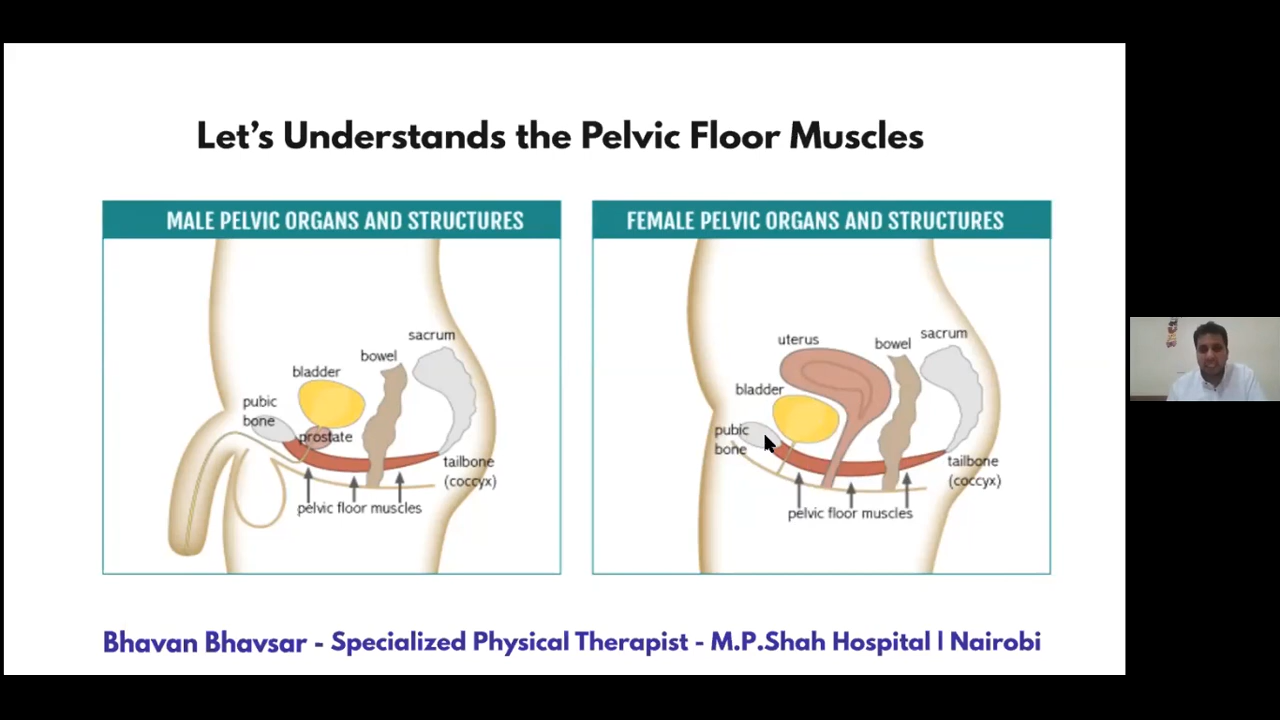 Let's Understands the Pelvic Floor Muscles
MALE PELVIC ORGANS AND STRUCTURES
sacrum
bowel
bladder
pubic
bone
prostate
tailbone
(coccyx)
pelvic floor muscles
FEMALE PELVIC ORGANS AND STRUCTURES
sacrum
uterus
bowel
bladder
pubic
bone
tailbone
(coccyx)
pelvic floor muscles
Bhavan Bhavsar - Specialized Physical Therapist - M.P.Shah Hospital | Nairobi